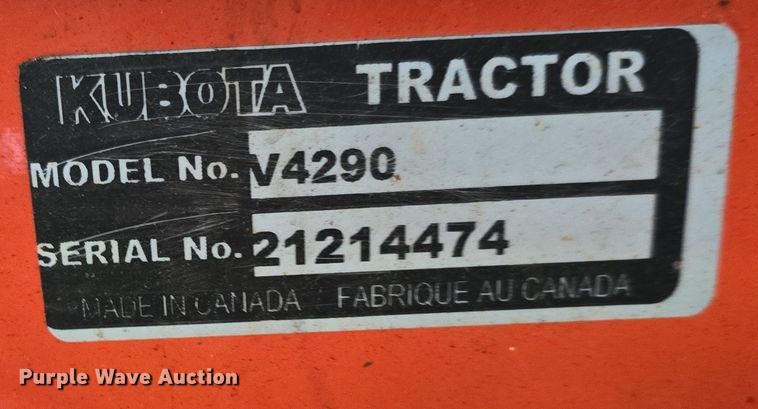 KUBOTA TRACTOR
MODEL No. V4290
SERIAL No. 21214474
MADE IN CANADA FABRIQUE AU CANADA
Purple Wave Auction